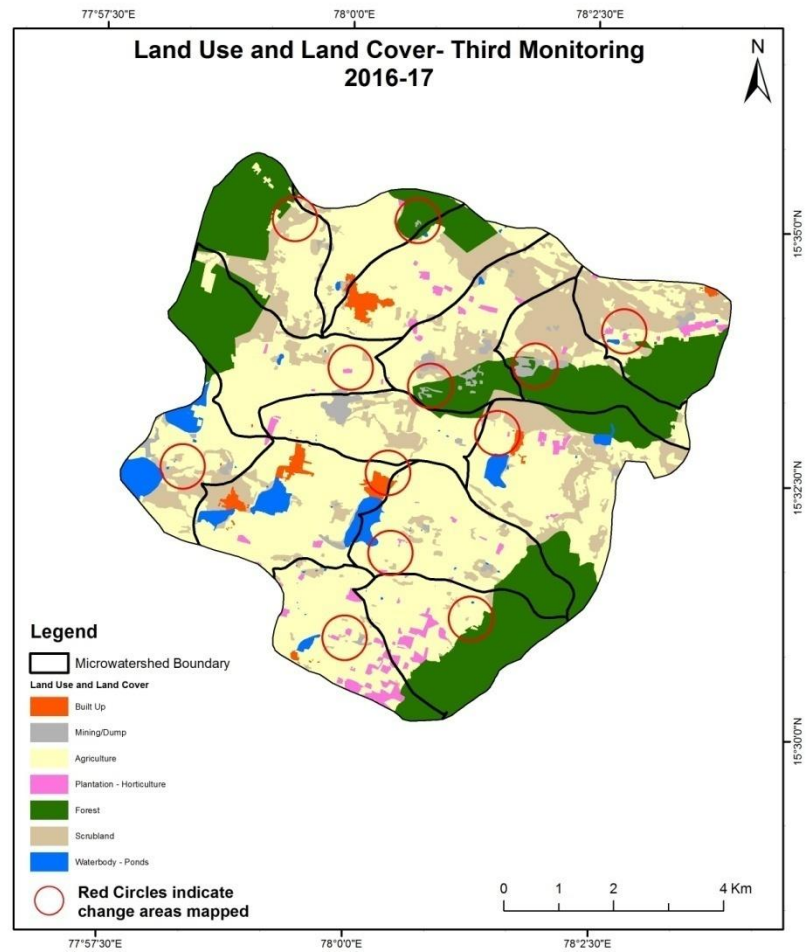 77°57'30"E 78°0'0"E 78°2'30"E
Land Use and Land Cover- Third Monitoring
2016-17
N
15°35'0"N
15°32'30"N
15°30'0"N
Legend
Microwatershed Boundary
Land Use and Land Cover
Built Up
Mining/Dump
Agriculture
Plantation - Horticulture
Forest
Scrubland
Waterbody - Ponds
Red Circles indicate
change areas mapped
0 1 2 4 Km
77°57'30"E 78°0'0"E 78°2'30"E